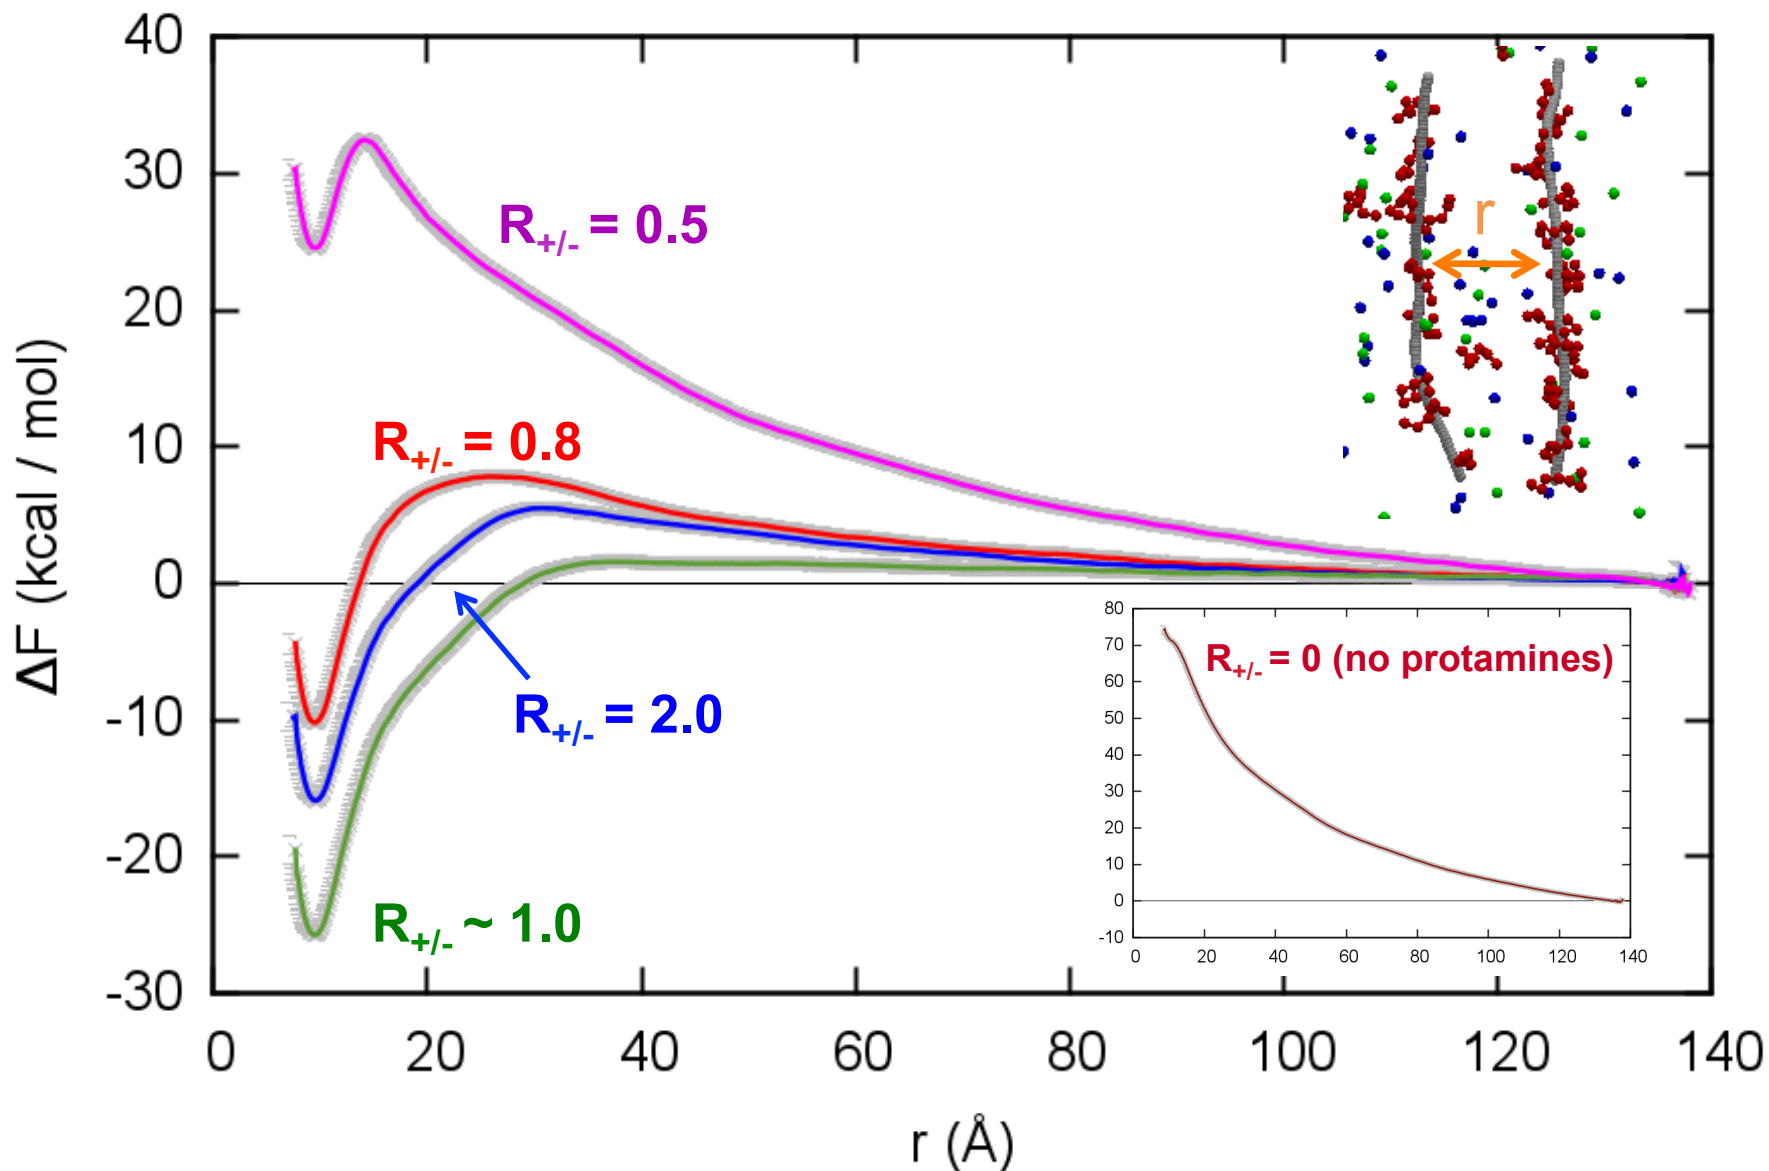 40
30
20
10
0
-10
-20
-30
ΔF (kcal / mol)
R+/- = 0.5
R+/- = 0.8
R+/- = 2.0
R+/- ~ 1.0
r
80
70
60
50
40
30
20
10
0
-10
R+/- = 0 (no protamines)
0 20 40 60 80 100 120 140
0 20 40 60 80 100 120 140
r (Å)